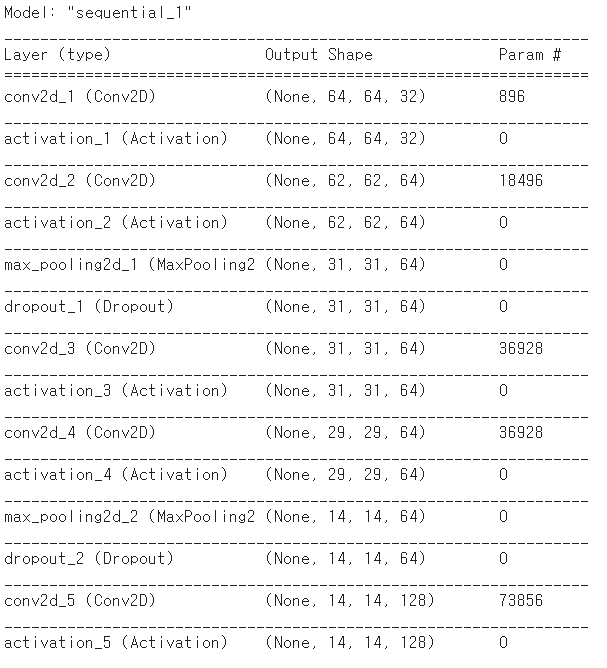 Model: "sequential_1"
_________________________________________________________________
Layer (type)                 Output Shape              Param #
=================================================================
conv2d_1 (Conv2D)            (None, 64, 64, 32)        896
_________________________________________________________________
activation_1 (Activation)    (None, 64, 64, 32)        0
_________________________________________________________________
conv2d_2 (Conv2D)            (None, 62, 62, 64)        18496
_________________________________________________________________
activation_2 (Activation)    (None, 62, 62, 64)        0
_________________________________________________________________
max_pooling2d_1 (MaxPooling2 (None, 31, 31, 64)        0
_________________________________________________________________
dropout_1 (Dropout)          (None, 31, 31, 64)        0
_________________________________________________________________
conv2d_3 (Conv2D)            (None, 31, 31, 64)        36928
_________________________________________________________________
activation_3 (Activation)    (None, 31, 31, 64)        0
_________________________________________________________________
conv2d_4 (Conv2D)            (None, 29, 29, 64)        36928
_________________________________________________________________
activation_4 (Activation)    (None, 29, 29, 64)        0
_________________________________________________________________
max_pooling2d_2 (MaxPooling2 (None, 14, 14, 64)        0
_________________________________________________________________
dropout_2 (Dropout)          (None, 14, 14, 64)        0
_________________________________________________________________
conv2d_5 (Conv2D)            (None, 14, 14, 128)       73856
_________________________________________________________________
activation_5 (Activation)    (None, 14, 14, 128)       0